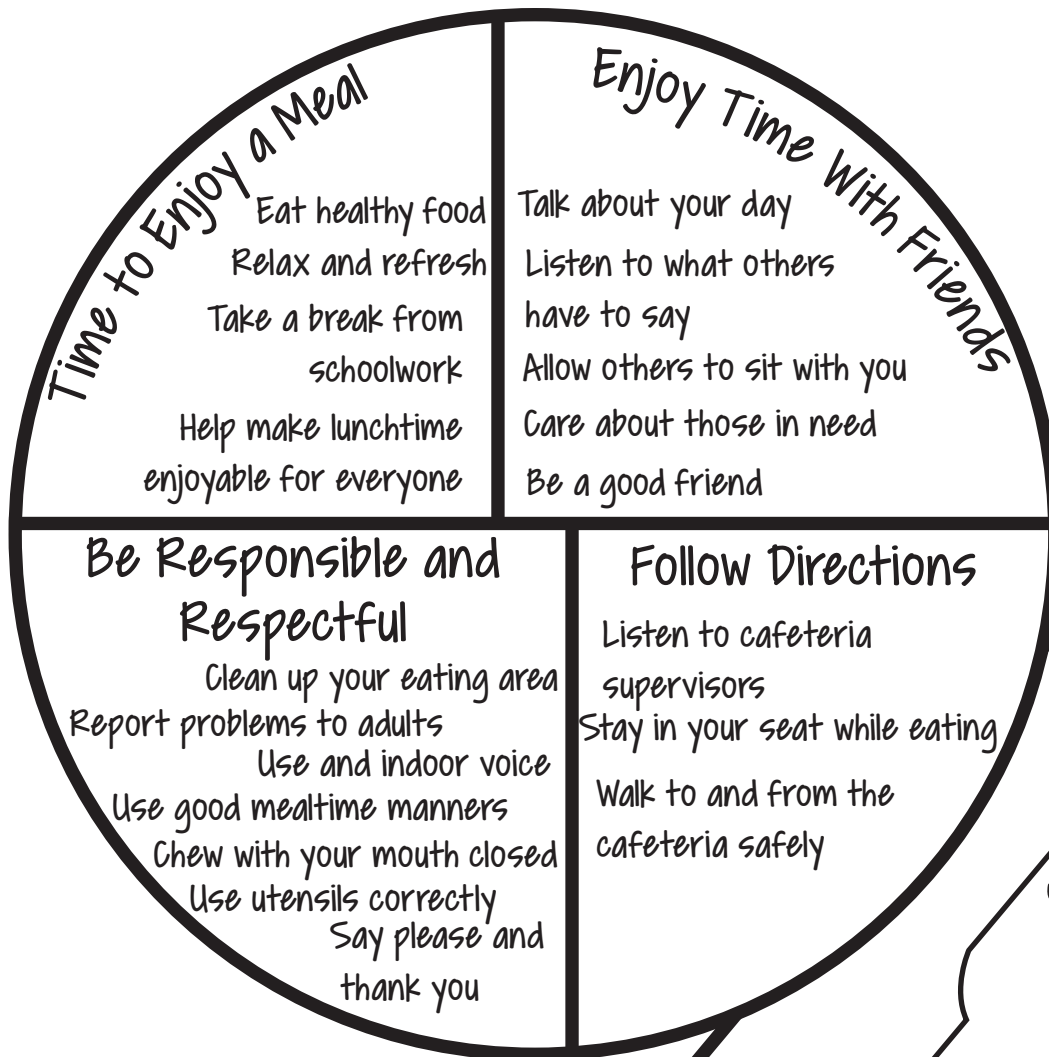 Time to Enjoy a Meal
Eat healthy food
Relax and refresh
Take a break from
schoolwork
Help make lunchtime
enjoyable for everyone
Enjoy Time With Friends
Talk about your day
Listen to what others
have to say
Allow others to sit with you
Care about those in need
Be a good friend
Be Responsible and
Respectful
Clean up your eating area
Report problems to adults
Use and indoor voice
Use good mealtime manners
Chew with your mouth closed
Use utensils correctly
Say please and
thank you
Follow Directions
Listen to cafeteria
supervisors
Stay in your seat while eating
Walk to and from the
cafeteria safely